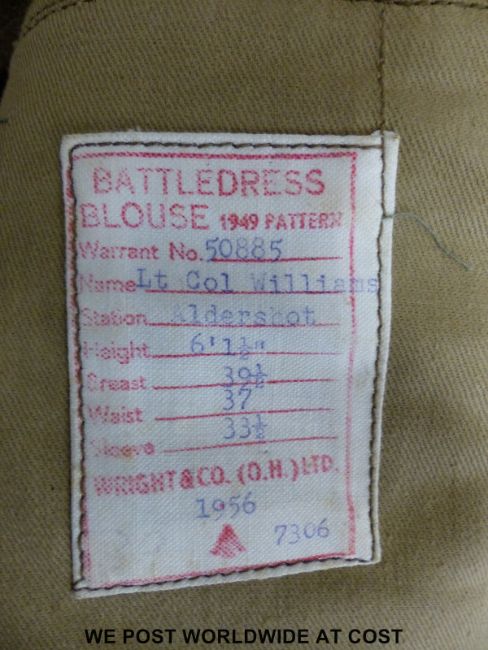 BATTLEDRESS
BLOUSE 1949 PATTERN
Warrant No. 50885
Name Lt Col Williams
Station Aldershot
Height 6'1½"
Breast 39½
Waist 37
Sleeve 33½
WRIGHT & CO. (O.H.) LTD.
1956
7306
WE POST WORLDWIDE AT COST